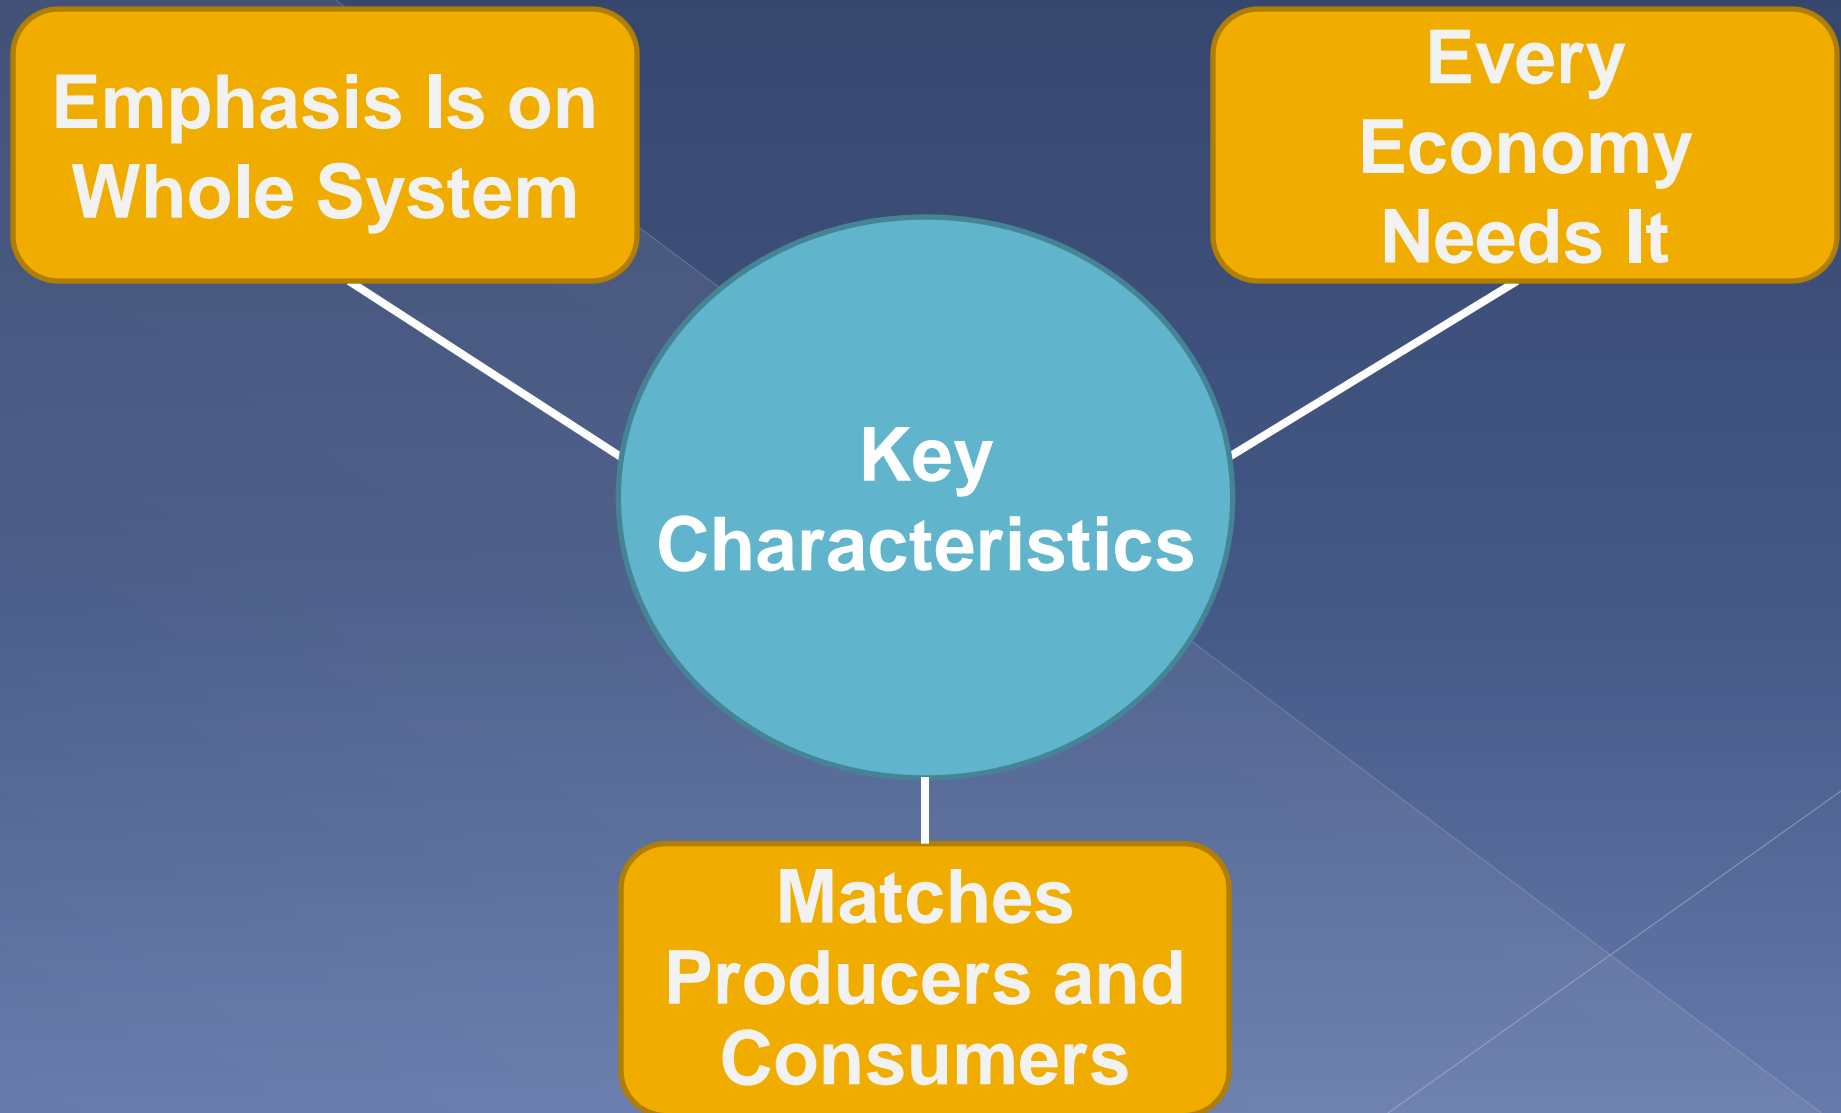 Emphasis Is on
Whole System
Every
Economy
Needs It
Key
Characteristics
Matches
Producers and
Consumers